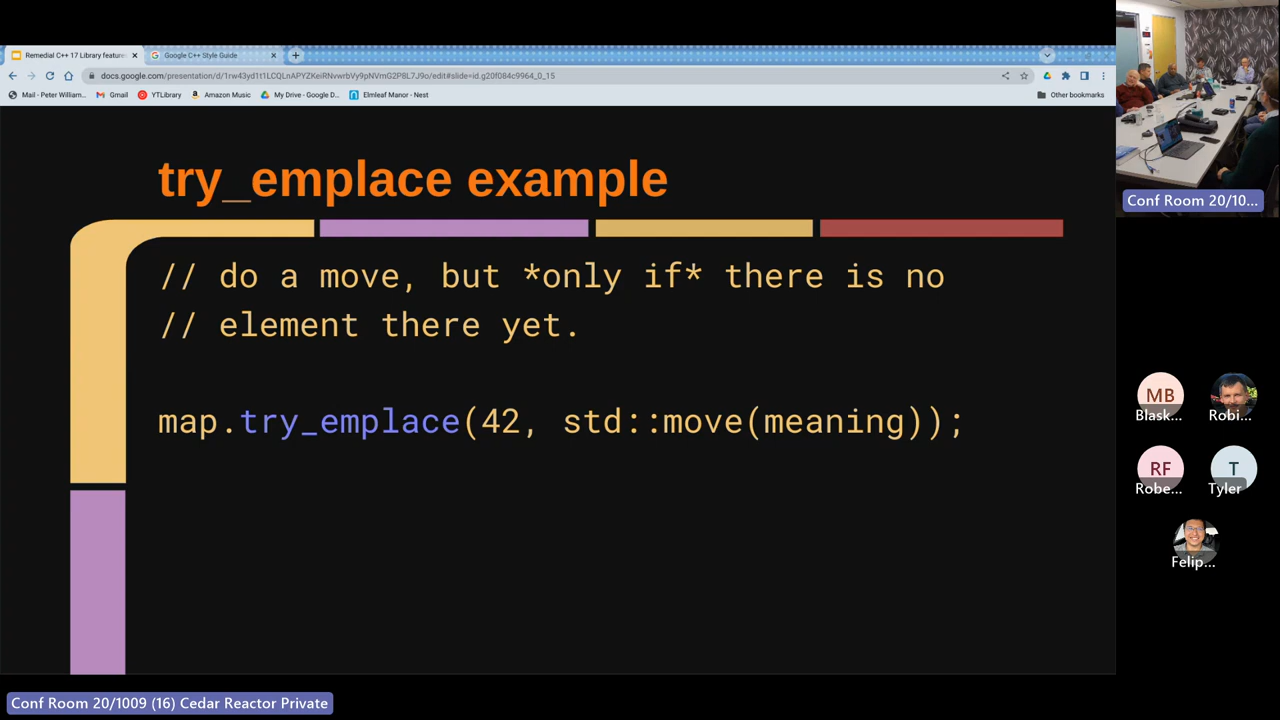 Remedial C++ 17 Library feature
Google C++ Style Guide
docs.google.com/presentation/d/1rw43yd1t1LCQLnAPYZKeiRNvwrbVy9pNVmG2P8L7J9o/edit#slide=id.g20f084c9964_0_15
Mail - Peter William...
Gmail
YTLibrary
Amazon Music
My Drive - Google D...
Elmleaf Manor - Nest
Other bookmarks
try_emplace example
// do a move, but *only if* there is no
// element there yet.
map.try_emplace(42, std::move(meaning));
Conf Room 20/10...
MB
Blask...
Robi...
RF
Robe...
T
Tyler
Felip...
Conf Room 20/1009 (16) Cedar Reactor Private